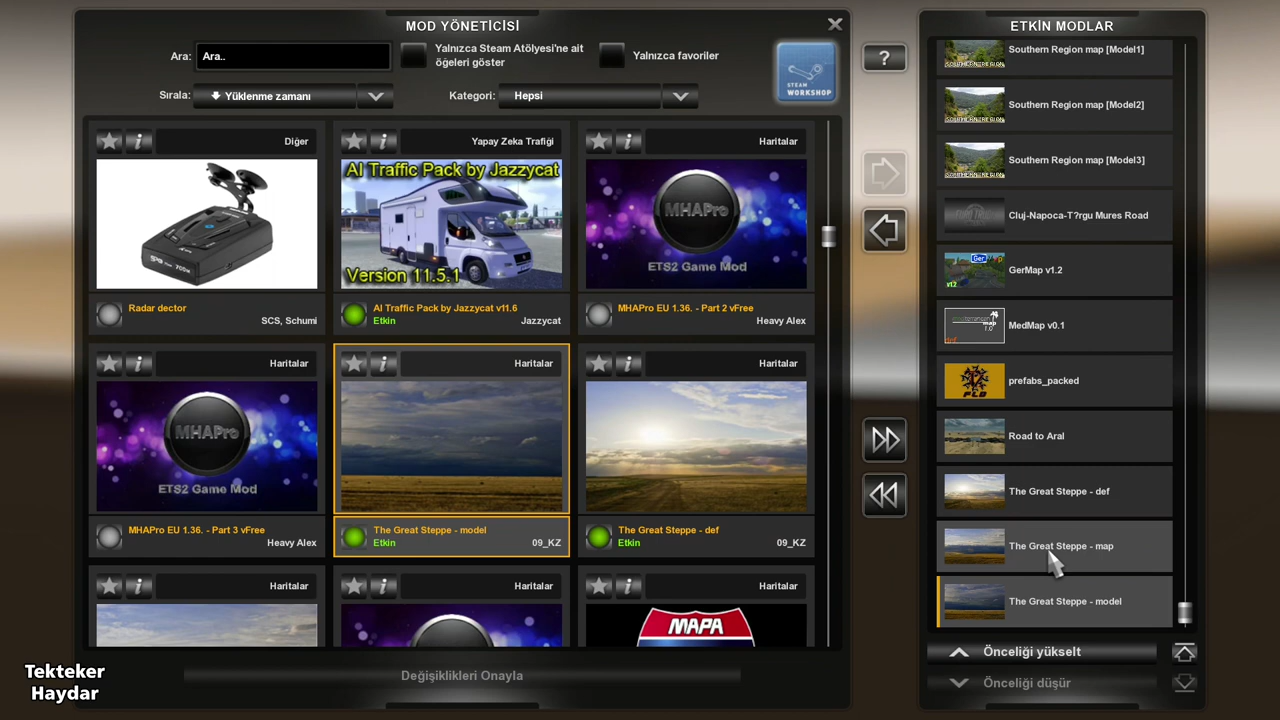 MOD YÖNETİCİSİ
Ara:
Ara..
Yalnızca Steam Atölyesi'ne ait
öğeleri göster
Yalnızca favoriler
STEAM
WORKSHOP
Sırala:
Yüklenme zamanı
Kategori:
Hepsi
Diğer
Radar dector
SCS, Schumi
Yapay Zeka Trafiği
AI Traffic Pack by Jazzycat
Version 11.5.1
AI Traffic Pack by Jazzycat v11.6
Etkin
Jazzycat
Haritalar
MHAPro
ETS2 Game Mod
MHAPro EU 1.36. - Part 2 vFree
Heavy Alex
Haritalar
MHAPro
ETS2 Game Mod
MHAPro EU 1.36. - Part 3 vFree
Heavy Alex
Haritalar
The Great Steppe - model
Etkin
09_KZ
Haritalar
The Great Steppe - def
Etkin
09_KZ
Haritalar
Haritalar
Haritalar
MAPA
Değişiklikleri Onayla
?
ETKİN MODLAR
Southern Region map [Model1]
Southern Region map [Model2]
Southern Region map [Model3]
Cluj-Napoca-T?rgu Mures Road
GerMap v1.2
MedMap v0.1
prefabs_packed
Road to Aral
The Great Steppe - def
The Great Steppe - map
The Great Steppe - model
Önceliği yükselt
Önceliği düşür
Tekteker
Haydar